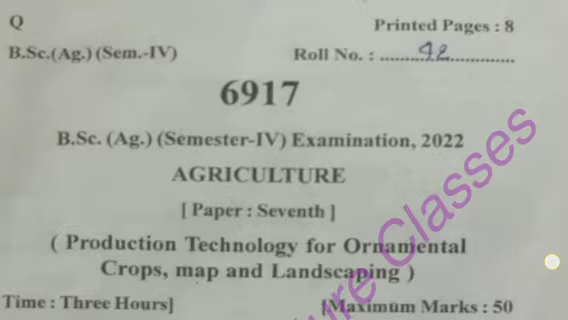 Q
Printed Pages : 8
B.Sc.(Ag.) (Sem.-IV)
Roll No. : ..................
6917
B.Sc. (Ag.) (Semester-IV) Examination, 2022
AGRICULTURE
[ Paper : Seventh ]
( Production Technology for Ornamental
Crops, map and Landscaping )
Time : Three Hours]
[Maximum Marks : 50
ure Classes